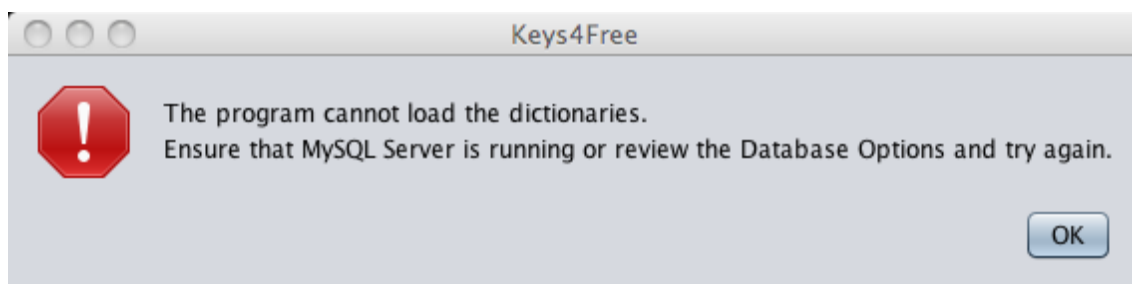 Keys4Free
The program cannot load the dictionaries.
Ensure that MySQL Server is running or review the Database Options and try again.
OK